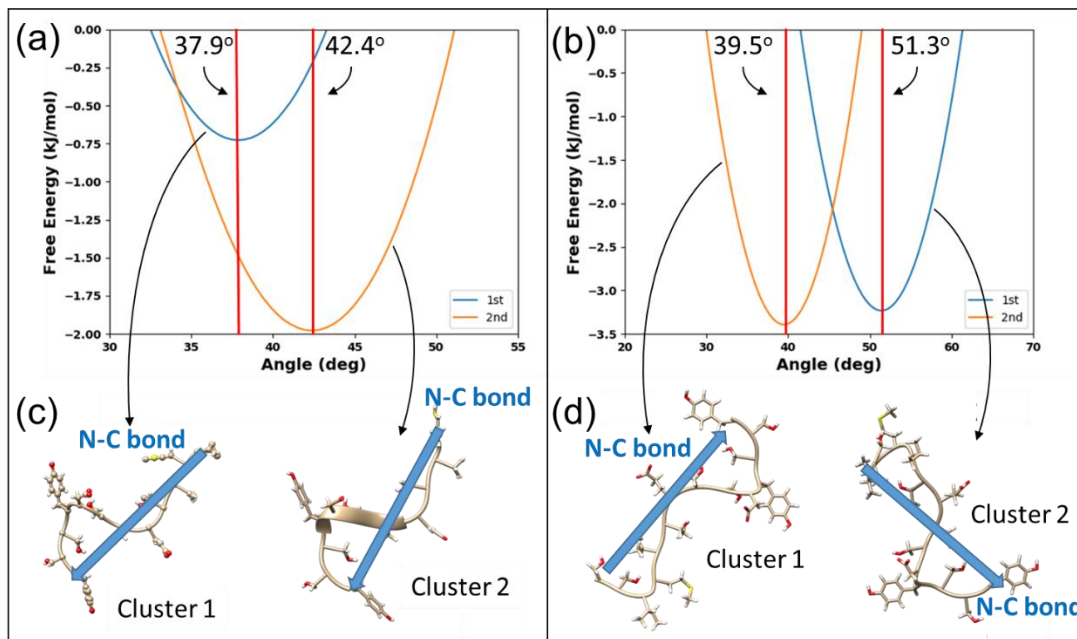 (a)
37.9º
42.4º
Free Energy (kJ/mol)
0.00
−0.25
−0.50
−0.75
−1.00
−1.25
−1.50
−1.75
−2.00
30
35
40
45
50
55
Angle (deg)
1st
2nd
(b)
39.5º
51.3º
Free Energy (kJ/mol)
0.0
−0.5
−1.0
−1.5
−2.0
−2.5
−3.0
−3.5
20
30
40
50
60
70
Angle (deg)
1st
2nd
(c)
N-C bond
N-C bond
Cluster 1
Cluster 2
(d)
N-C bond
Cluster 1
Cluster 2
N-C bond